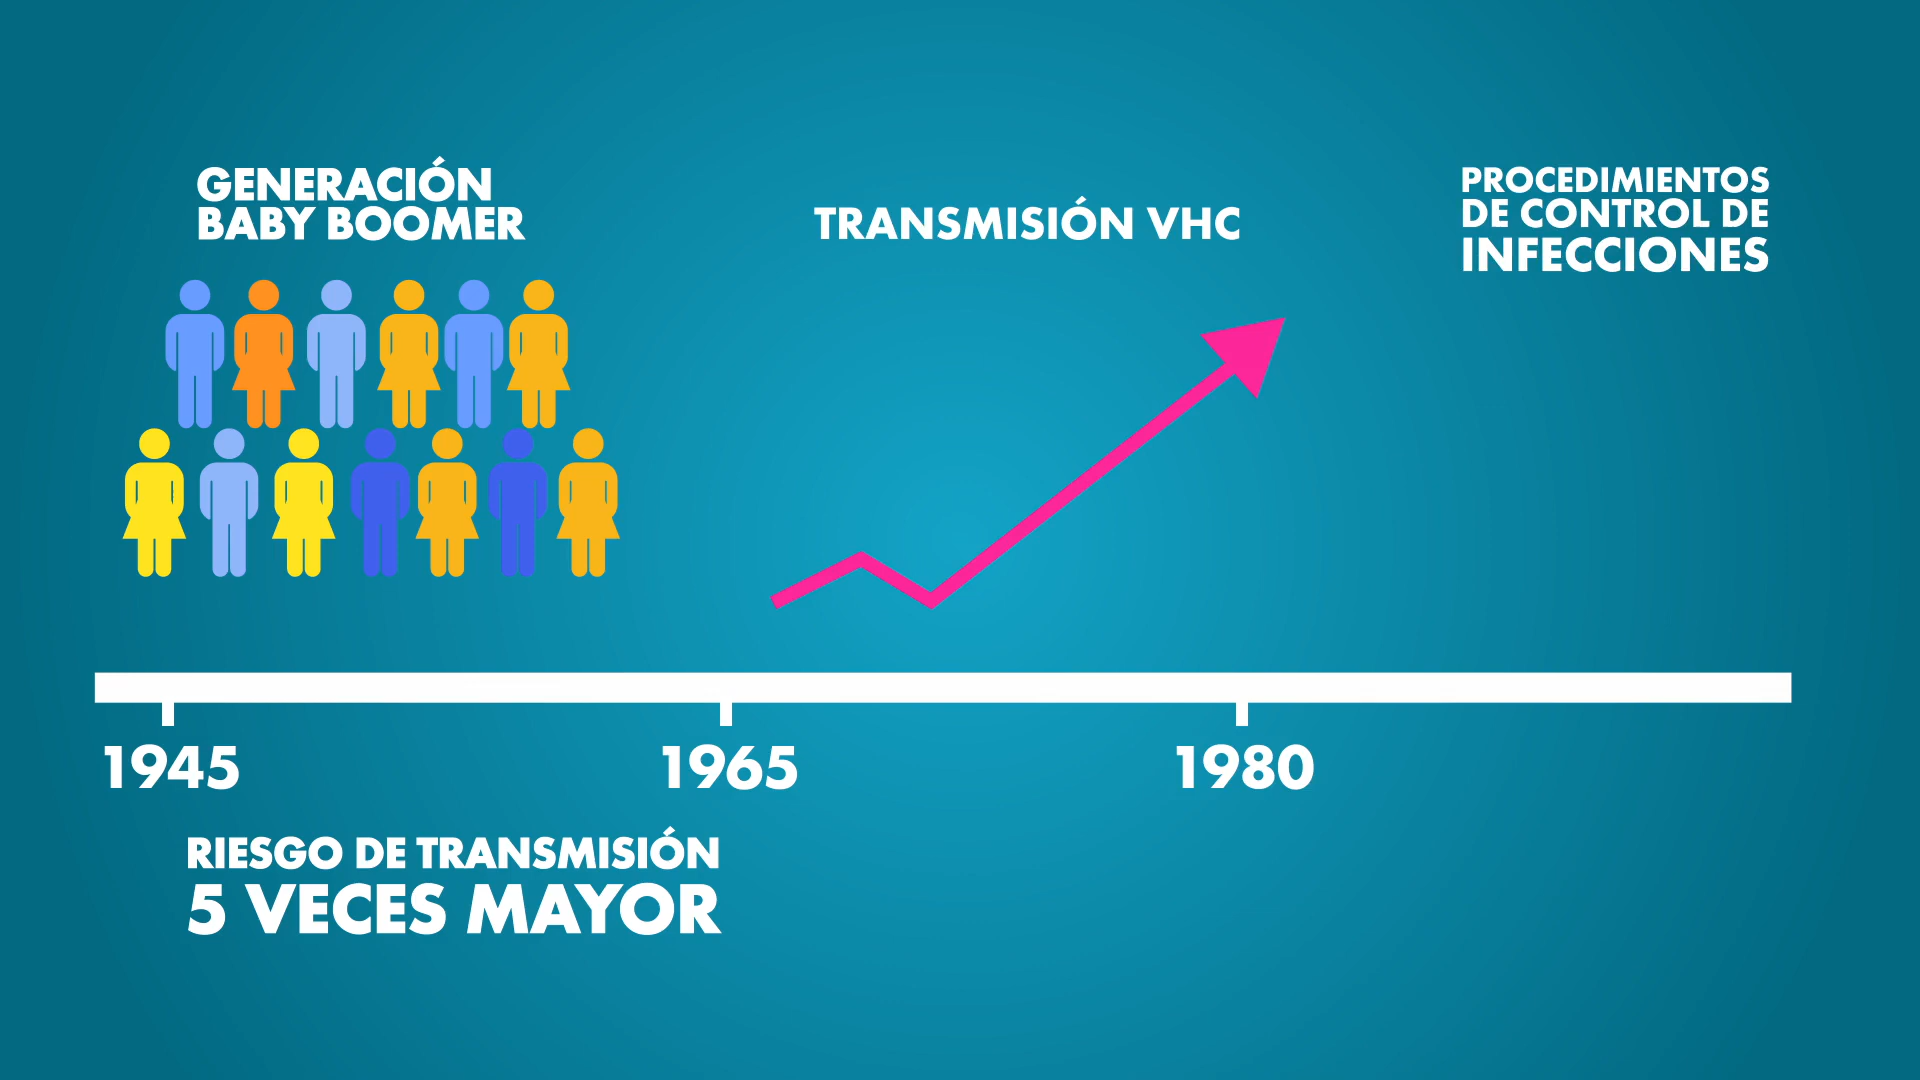 GENERACIÓN
BABY BOOMER
TRANSMISIÓN VHC
PROCEDIMIENTOS
DE CONTROL DE
INFECCIONES
1945
1965
1980
RIESGO DE TRANSMISIÓN
5 VECES MAYOR